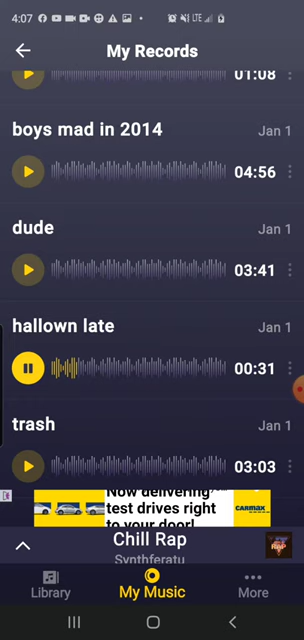 4:07
LTE
My Records
01:08
boys mad in 2014
Jan 1
04:56
dude
Jan 1
03:41
hallown late
Jan 1
00:31
trash
Jan 1
03:03
Now delivering
test drives right
to your door!
CARMAX
Chill Rap
Synthferatu
RAP
Library
My Music
More